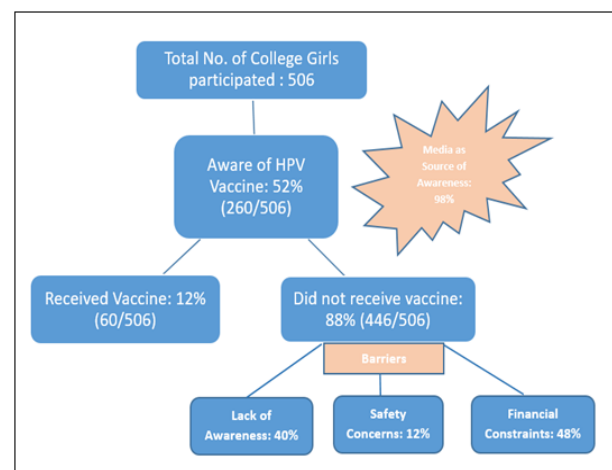 Total No. of College Girls
participated : 506
Aware of HPV
Vaccine: 52%
(260/506)
Media as
Source of
Awareness:
98%
Received Vaccine: 12%
(60/506)
Did not receive vaccine:
88% (446/506)
Barriers
Lack of
Awareness: 40%
Safety
Concerns: 12%
Financial
Constraints: 48%